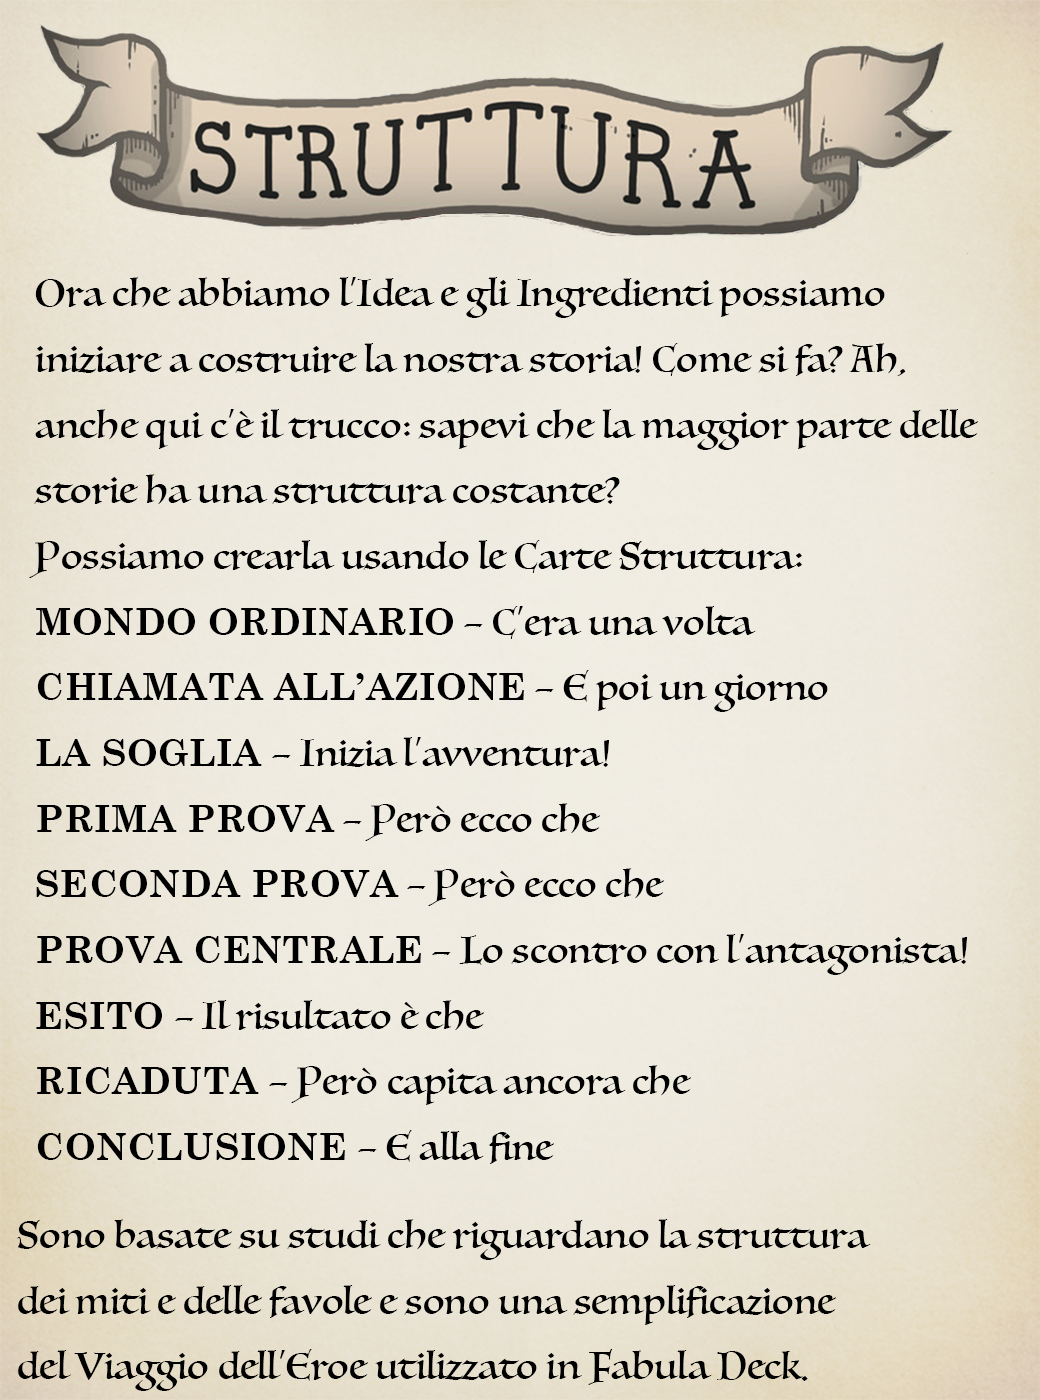 STRUTTURA
Ora che abbiamo l'Idea e gli Ingredienti possiamo
iniziare a costruire la nostra storia! Come si fa? Ah,
anche qui c'è il trucco: sapevi che la maggior parte delle
storie ha una struttura costante?
Possiamo crearla usando le Carte Struttura:
MONDO ORDINARIO – C'era una volta
CHIAMATA ALL’AZIONE – E poi un giorno
LA SOGLIA – Inizia l'avventura!
PRIMA PROVA – Però ecco che
SECONDA PROVA – Però ecco che
PROVA CENTRALE – Lo scontro con l'antagonista!
ESITO – Il risultato è che
RICADUTA – Però capita ancora che
CONCLUSIONE – E alla fine
Sono basate su studi che riguardano la struttura
dei miti e delle favole e sono una semplificazione
del Viaggio dell'Eroe utilizzato in Fabula Deck.